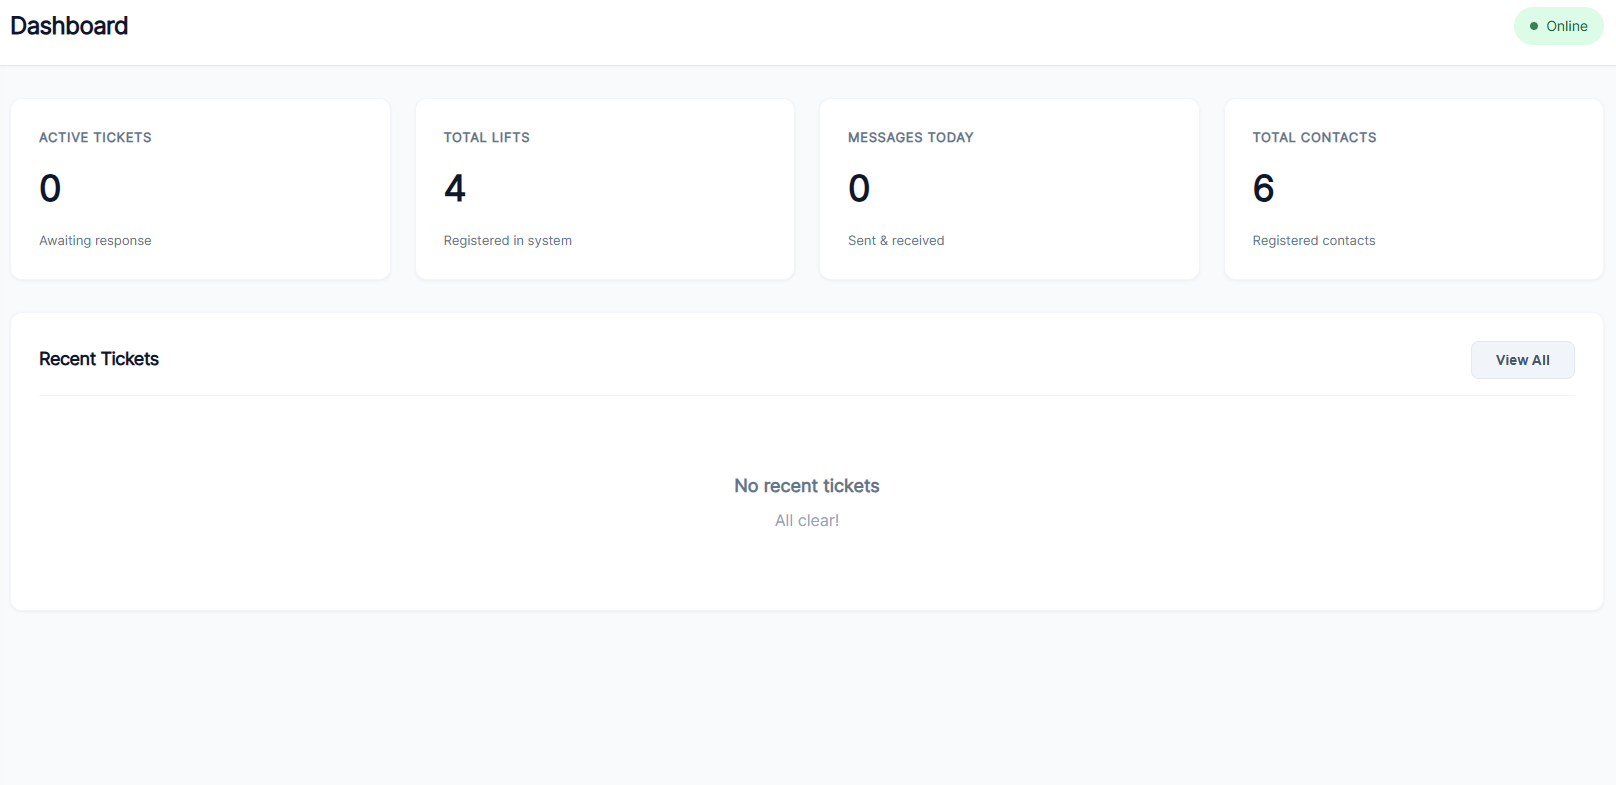 Dashboard
Online
ACTIVE TICKETS
0
Awaiting response
TOTAL LIFTS
4
Registered in system
MESSAGES TODAY
0
Sent & received
TOTAL CONTACTS
6
Registered contacts
Recent Tickets
View All
No recent tickets
All clear!